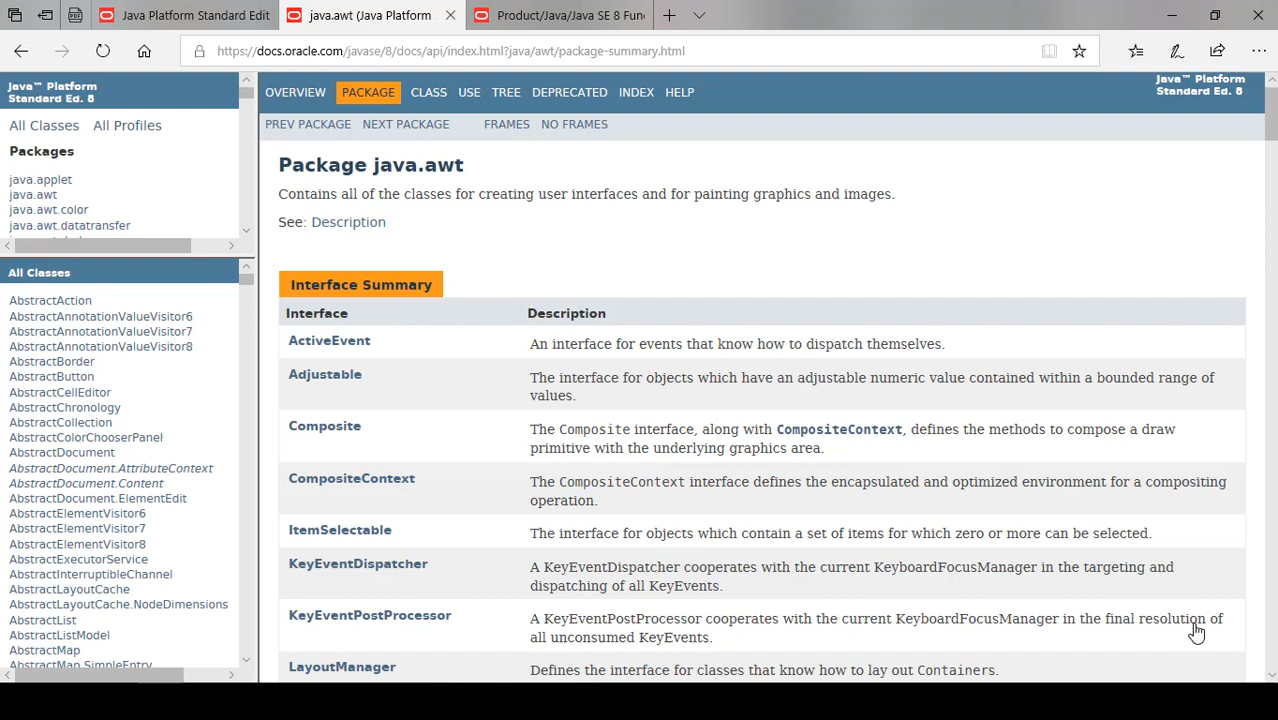 Java Platform Standard Edit
java.awt (Java Platform
Product/Java/Java SE 8 Fun
https://docs.oracle.com/javase/8/docs/api/index.html?java/awt/package-summary.html
Java™ Platform
Standard Ed. 8
All Classes All Profiles
Packages
java.applet
java.awt
java.awt.color
java.awt.datatransfer
All Classes
AbstractAction
AbstractAnnotationValueVisitor6
AbstractAnnotationValueVisitor7
AbstractAnnotationValueVisitor8
AbstractBorder
AbstractButton
AbstractCellEditor
AbstractChronology
AbstractCollection
AbstractColorChooserPanel
AbstractDocument
AbstractDocument.AttributeContext
AbstractDocument.Content
AbstractDocument.ElementEdit
AbstractElementVisitor6
AbstractElementVisitor7
AbstractElementVisitor8
AbstractExecutorService
AbstractInterruptibleChannel
AbstractLayoutCache
AbstractLayoutCache.NodeDimensions
AbstractList
AbstractListModel
AbstractMap
AbstractMap.SimpleEntry
OVERVIEW PACKAGE CLASS USE TREE DEPRECATED INDEX HELP
Java™ Platform
Standard Ed. 8
PREV PACKAGE NEXT PACKAGE FRAMES NO FRAMES
Package java.awt
Contains all of the classes for creating user interfaces and for painting graphics and images.
See: Description
Interface Summary
Interface Description
ActiveEvent An interface for events that know how to dispatch themselves.
Adjustable The interface for objects which have an adjustable numeric value contained within a bounded range of
values.
Composite The Composite interface, along with CompositeContext, defines the methods to compose a draw
primitive with the underlying graphics area.
CompositeContext The CompositeContext interface defines the encapsulated and optimized environment for a compositing
operation.
ItemSelectable The interface for objects which contain a set of items for which zero or more can be selected.
KeyEventDispatcher A KeyEventDispatcher cooperates with the current KeyboardFocusManager in the targeting and
dispatching of all KeyEvents.
KeyEventPostProcessor A KeyEventPostProcessor cooperates with the current KeyboardFocusManager in the final resolution of
all unconsumed KeyEvents.
LayoutManager Defines the interface for classes that know how to lay out Containers.